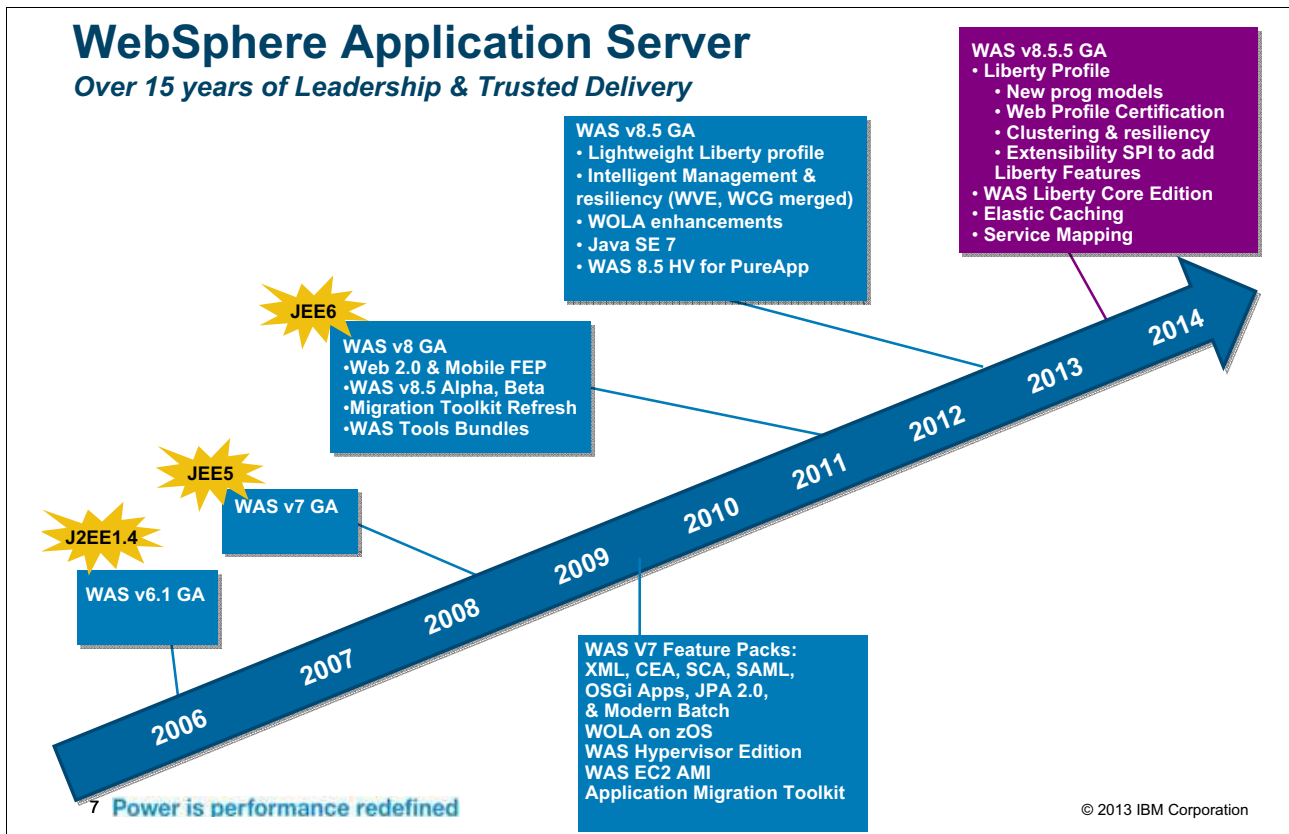 WebSphere Application Server
Over 15 years of Leadership & Trusted Delivery
WAS v8.5.5 GA
• Liberty Profile
• New prog models
• Web Profile Certification
• Clustering & resiliency
• Extensibility SPI to add
Liberty Features
• WAS Liberty Core Edition
• Elastic Caching
• Service Mapping
WAS v8.5 GA
• Lightweight Liberty profile
• Intelligent Management &
resiliency (WVE, WCG merged)
• WOLA enhancements
• Java SE 7
• WAS 8.5 HV for PureApp
JEE6
WAS v8 GA
•Web 2.0 & Mobile FEP
•WAS v8.5 Alpha, Beta
•Migration Toolkit Refresh
•WAS Tools Bundles
JEE5
WAS v7 GA
J2EE1.4
WAS v6.1 GA
2006
2007
2008
2009
2010
2011
2012
2013
2014
WAS V7 Feature Packs:
XML, CEA, SCA, SAML,
OSGi Apps, JPA 2.0,
& Modern Batch
WOLA on zOS
WAS Hypervisor Edition
WAS EC2 AMI
Application Migration Toolkit
7 Power is performance redefined
© 2013 IBM Corporation